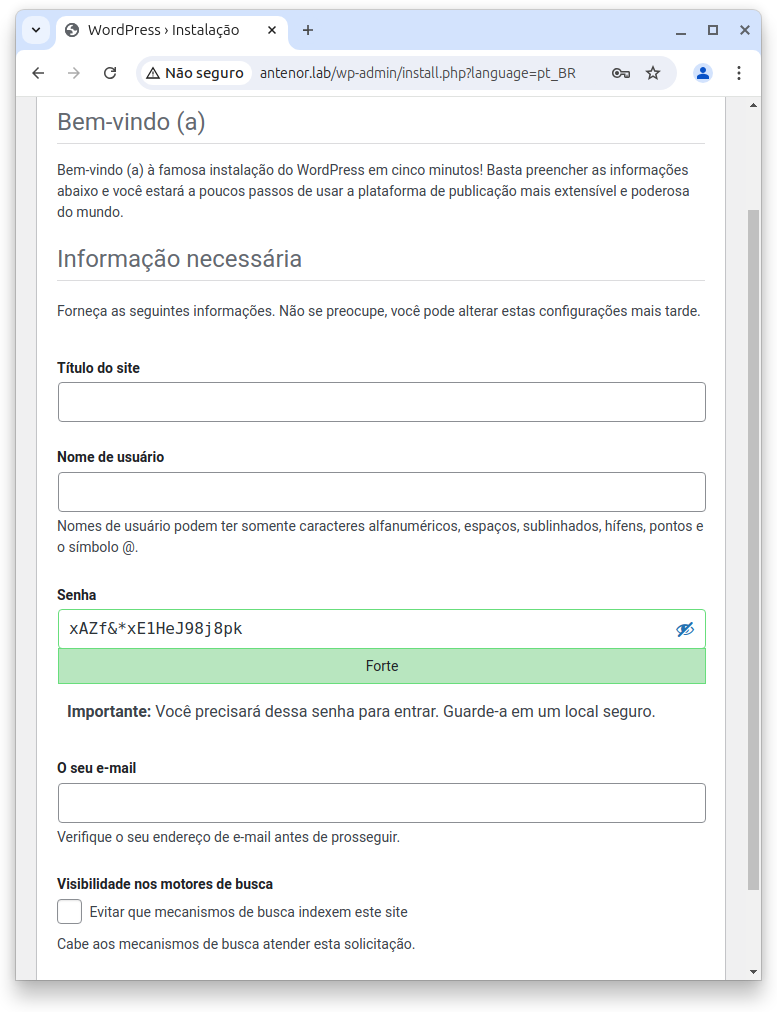 WordPress › Instalação
Não seguro
antenor.lab/wp-admin/install.php?language=pt_BR
Bem-vindo (a)
Bem-vindo (a) à famosa instalação do WordPress em cinco minutos! Basta preencher as informações
abaixo e você estará a poucos passos de usar a plataforma de publicação mais extensível e poderosa
do mundo.
Informação necessária
Forneça as seguintes informações. Não se preocupe, você pode alterar estas configurações mais tarde.
Título do site
Nome de usuário
Nomes de usuário podem ter somente caracteres alfanuméricos, espaços, sublinhados, hífens, pontos e
o símbolo @.
Senha
xAZf&*xE1HeJ98j8pk
Forte
Importante: Você precisará dessa senha para entrar. Guarde-a em um local seguro.
O seu e-mail
Verifique o seu endereço de e-mail antes de prosseguir.
Visibilidade nos motores de busca
Evitar que mecanismos de busca indexem este site
Cabe aos mecanismos de busca atender esta solicitação.